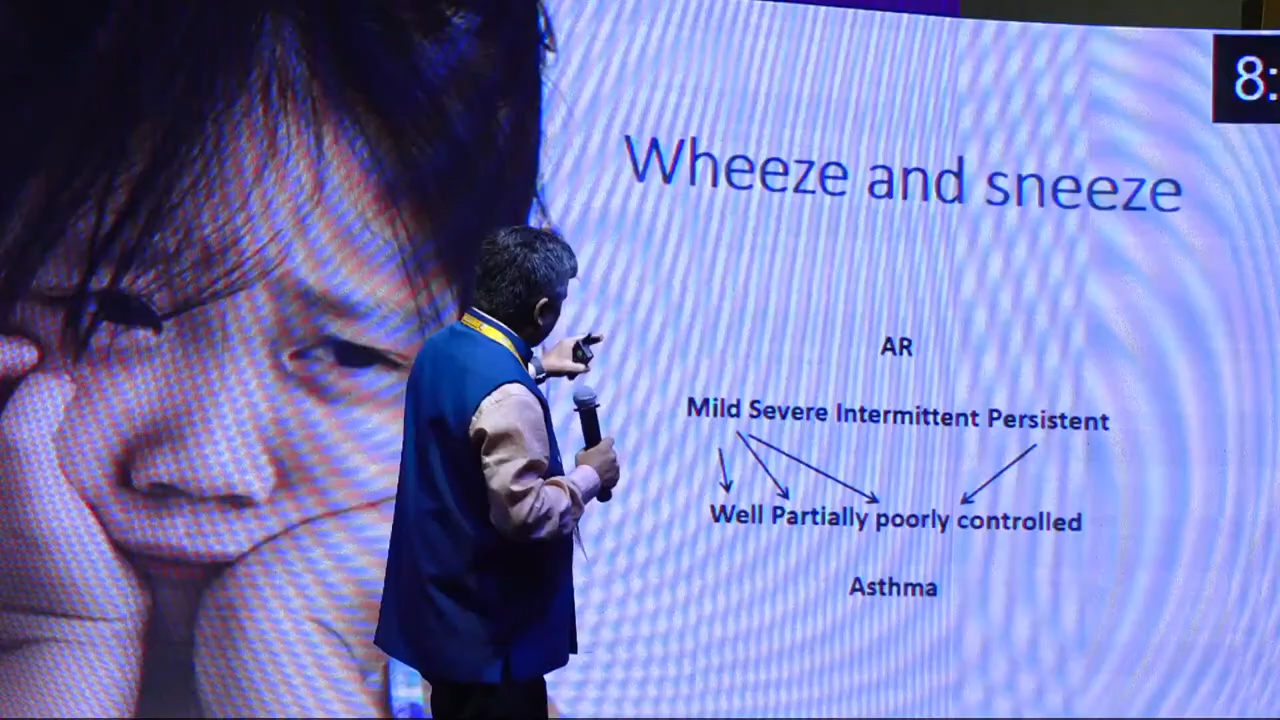 8:
Wheeze and sneeze
AR
Mild Severe Intermittent Persistent
Well Partially poorly controlled
Asthma